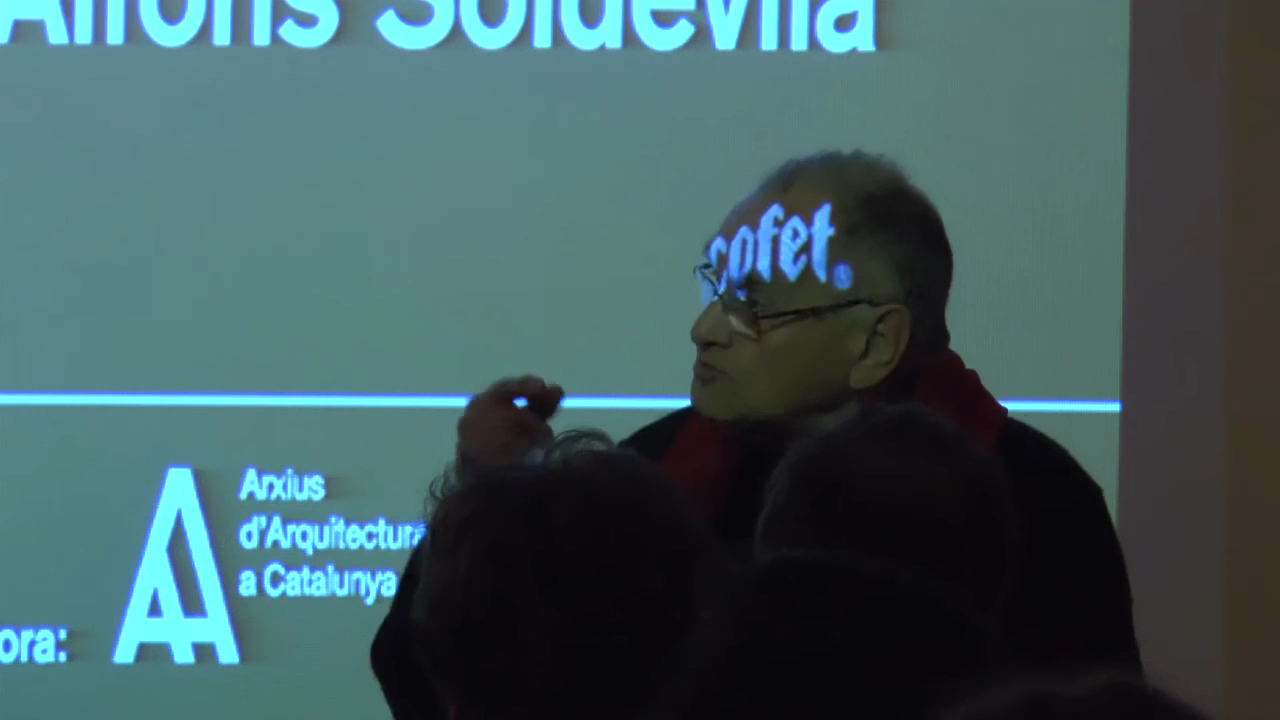 Alfons Soldevila
cofet®
Arxius
d'Arquitectura
a Catalunya
ora: